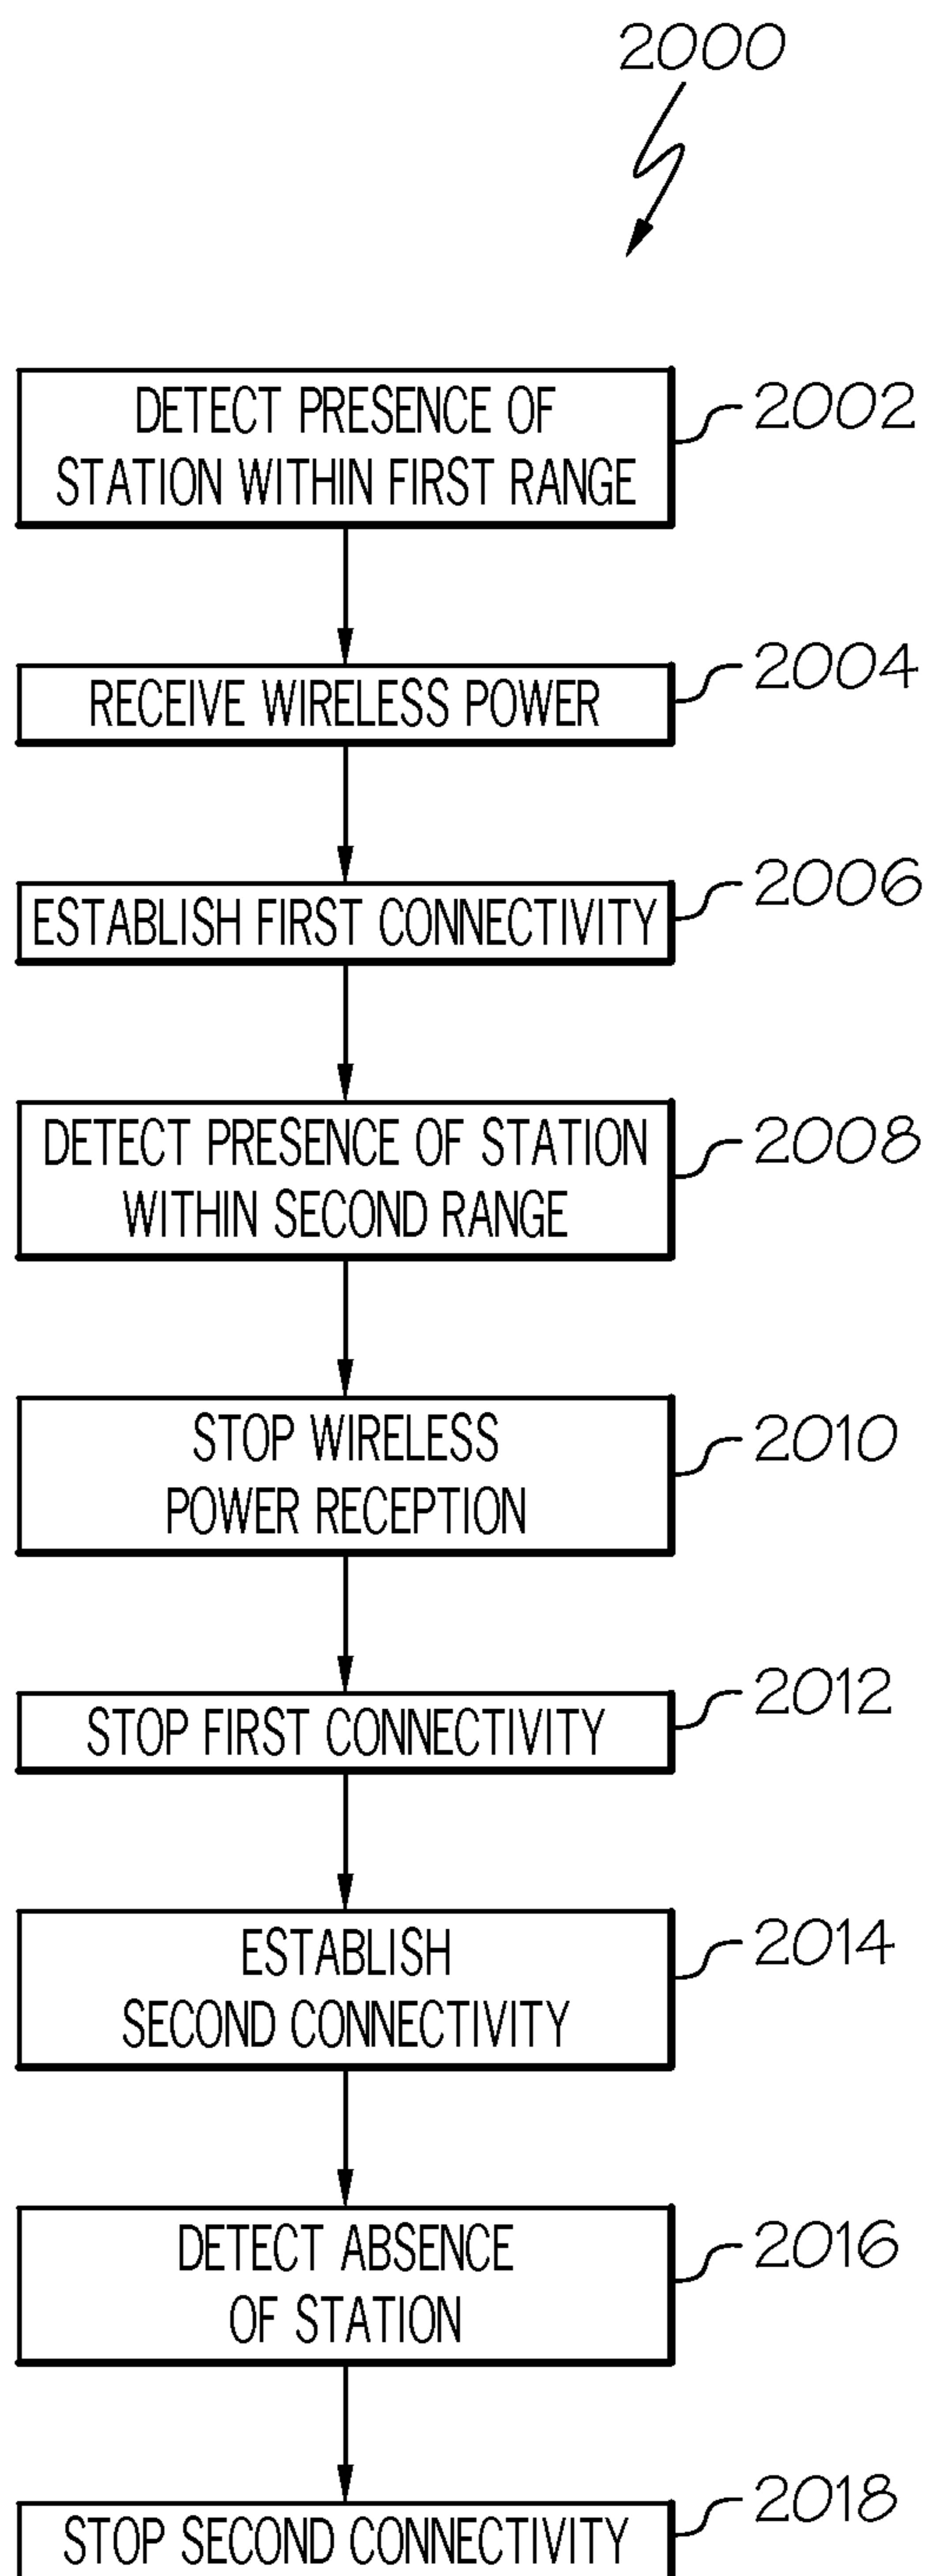 2000
DETECT PRESENCE OF
STATION WITHIN FIRST RANGE
2002
RECEIVE WIRELESS POWER
2004
ESTABLISH FIRST CONNECTIVITY
2006
DETECT PRESENCE OF STATION
WITHIN SECOND RANGE
2008
STOP WIRELESS
POWER RECEPTION
2010
STOP FIRST CONNECTIVITY
2012
ESTABLISH
SECOND CONNECTIVITY
2014
DETECT ABSENCE
OF STATION
2016
STOP SECOND CONNECTIVITY
2018